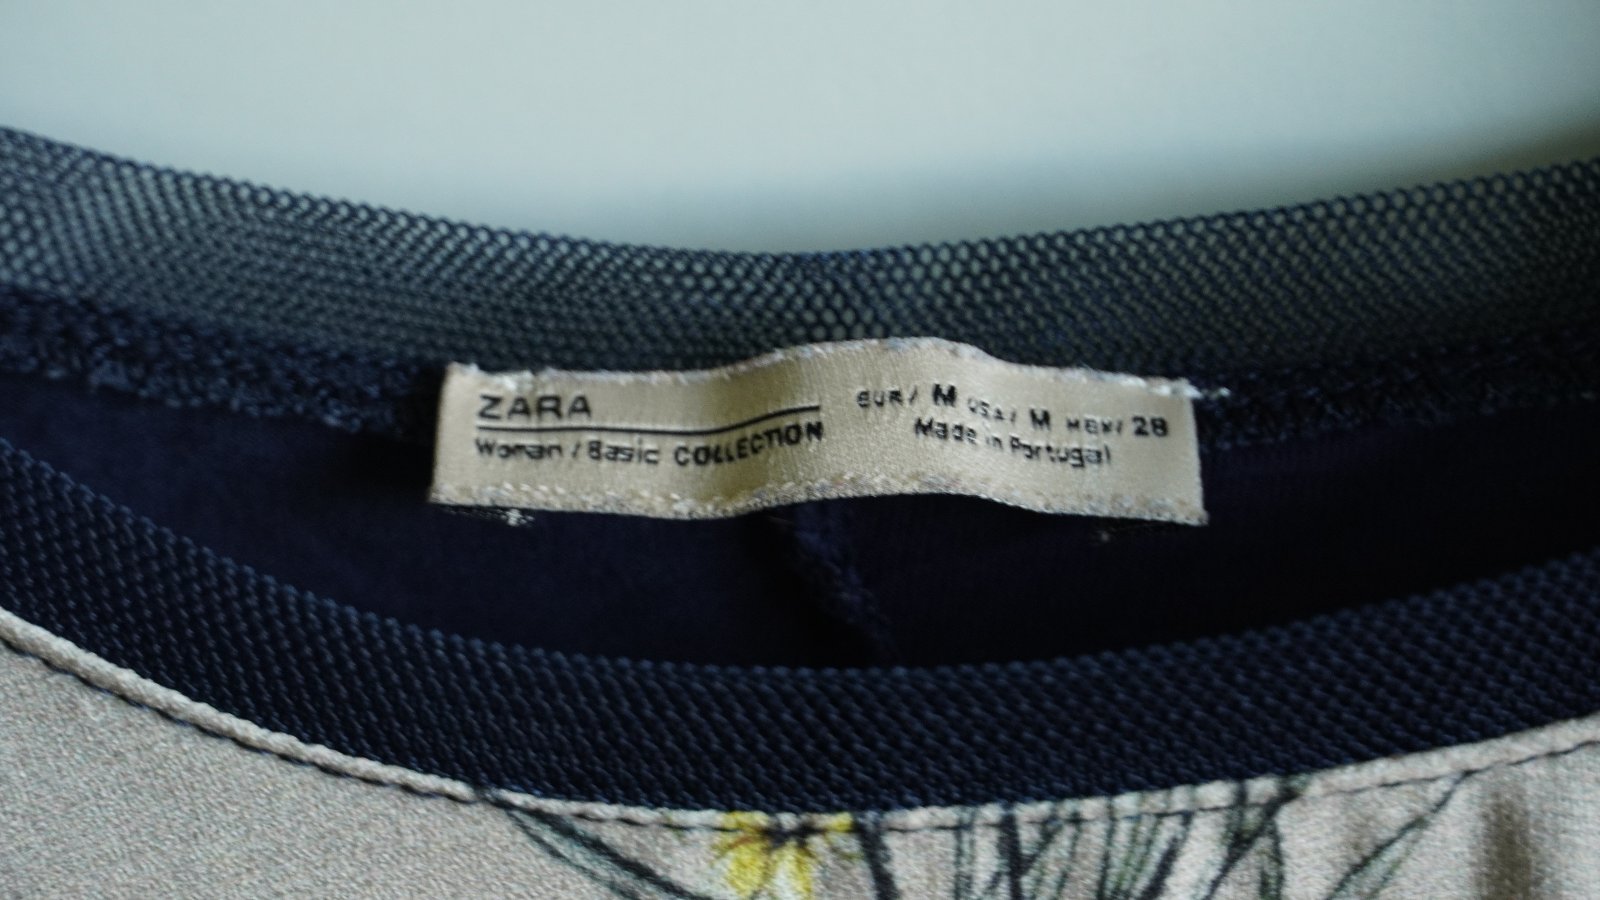 ZARA
Woman / Basic COLLECTION
EUR / M USA / M MEX / 28
Made in Portugal